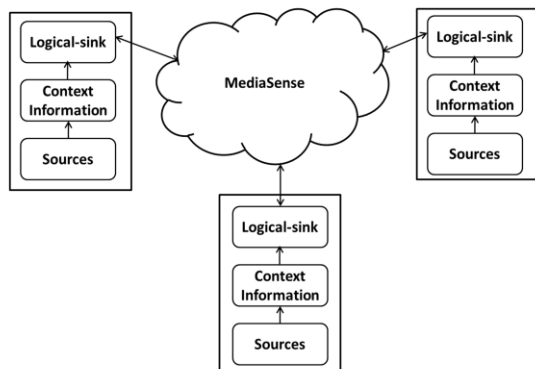 Logical-sink
Context
Information
Sources
MediaSense
Logical-sink
Context
Information
Sources
Logical-sink
Context
Information
Sources